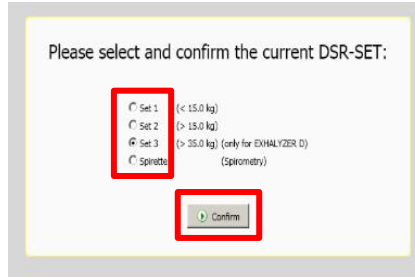 Please select and confirm the current DSR-SET:
Set 1 (< 15.0 kg)
Set 2 (> 15.0 kg)
Set 3 (> 35.0 kg) (only for EXHALYZER D)
Spirette (Spirometry)
Confirm